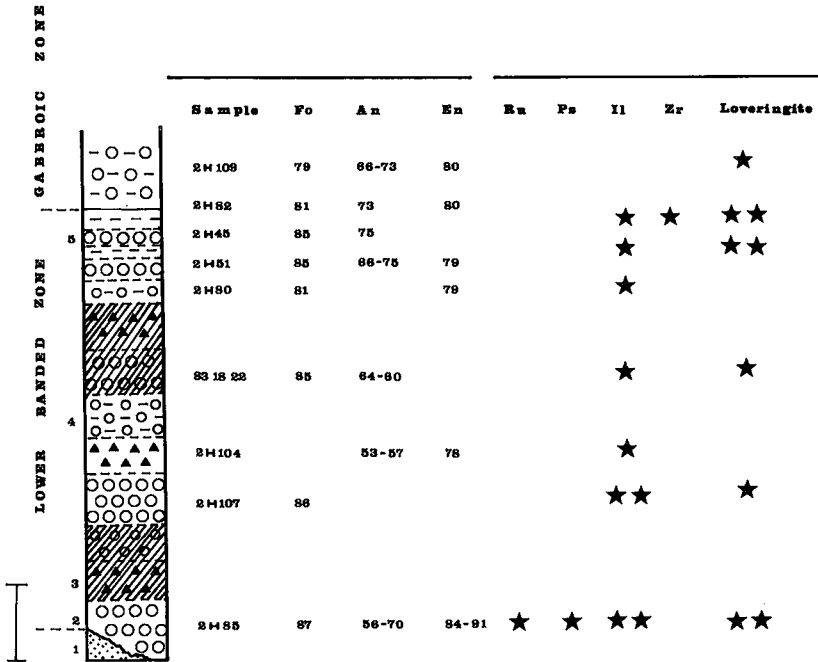 GABBROIC ZONE
LOWER BANDED ZONE
Sample Fo An En Ru Ps Il Zr Loveringite
2H109 79 66-73 80
2H82 81 73 80
2H45 85 75
5
2H51 85 66-75 79
2H80 81 79
83 18 22 85 64-80
4
2H104 53-57 78
2H107 86
3
2
2H85 87 56-70 84-91
1